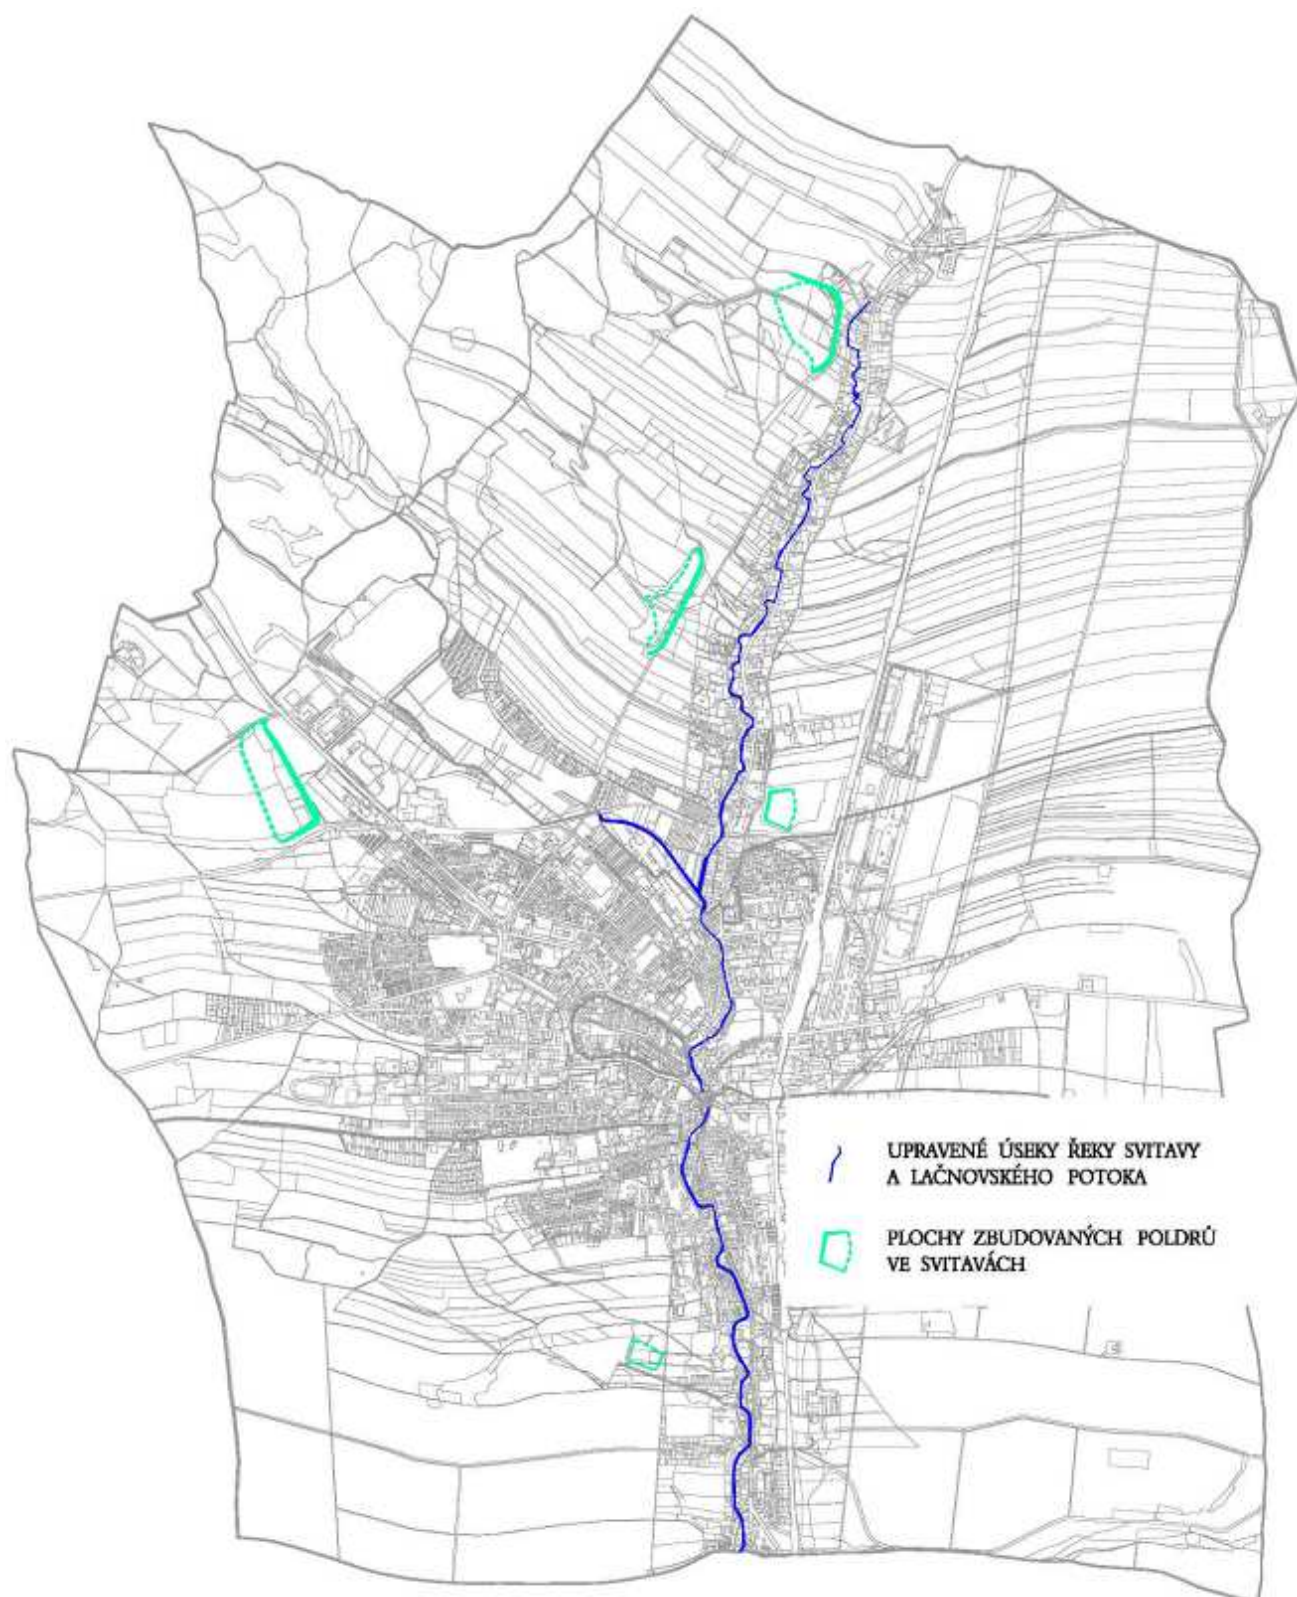 UPRAVENÉ ÚSEKY ŘEKY SVITAVY
A LAČNOVSKÉHO POTOKA
PLOCHY ZBUDOVANÝCH POLDRŮ
VE SVITAVÁCH